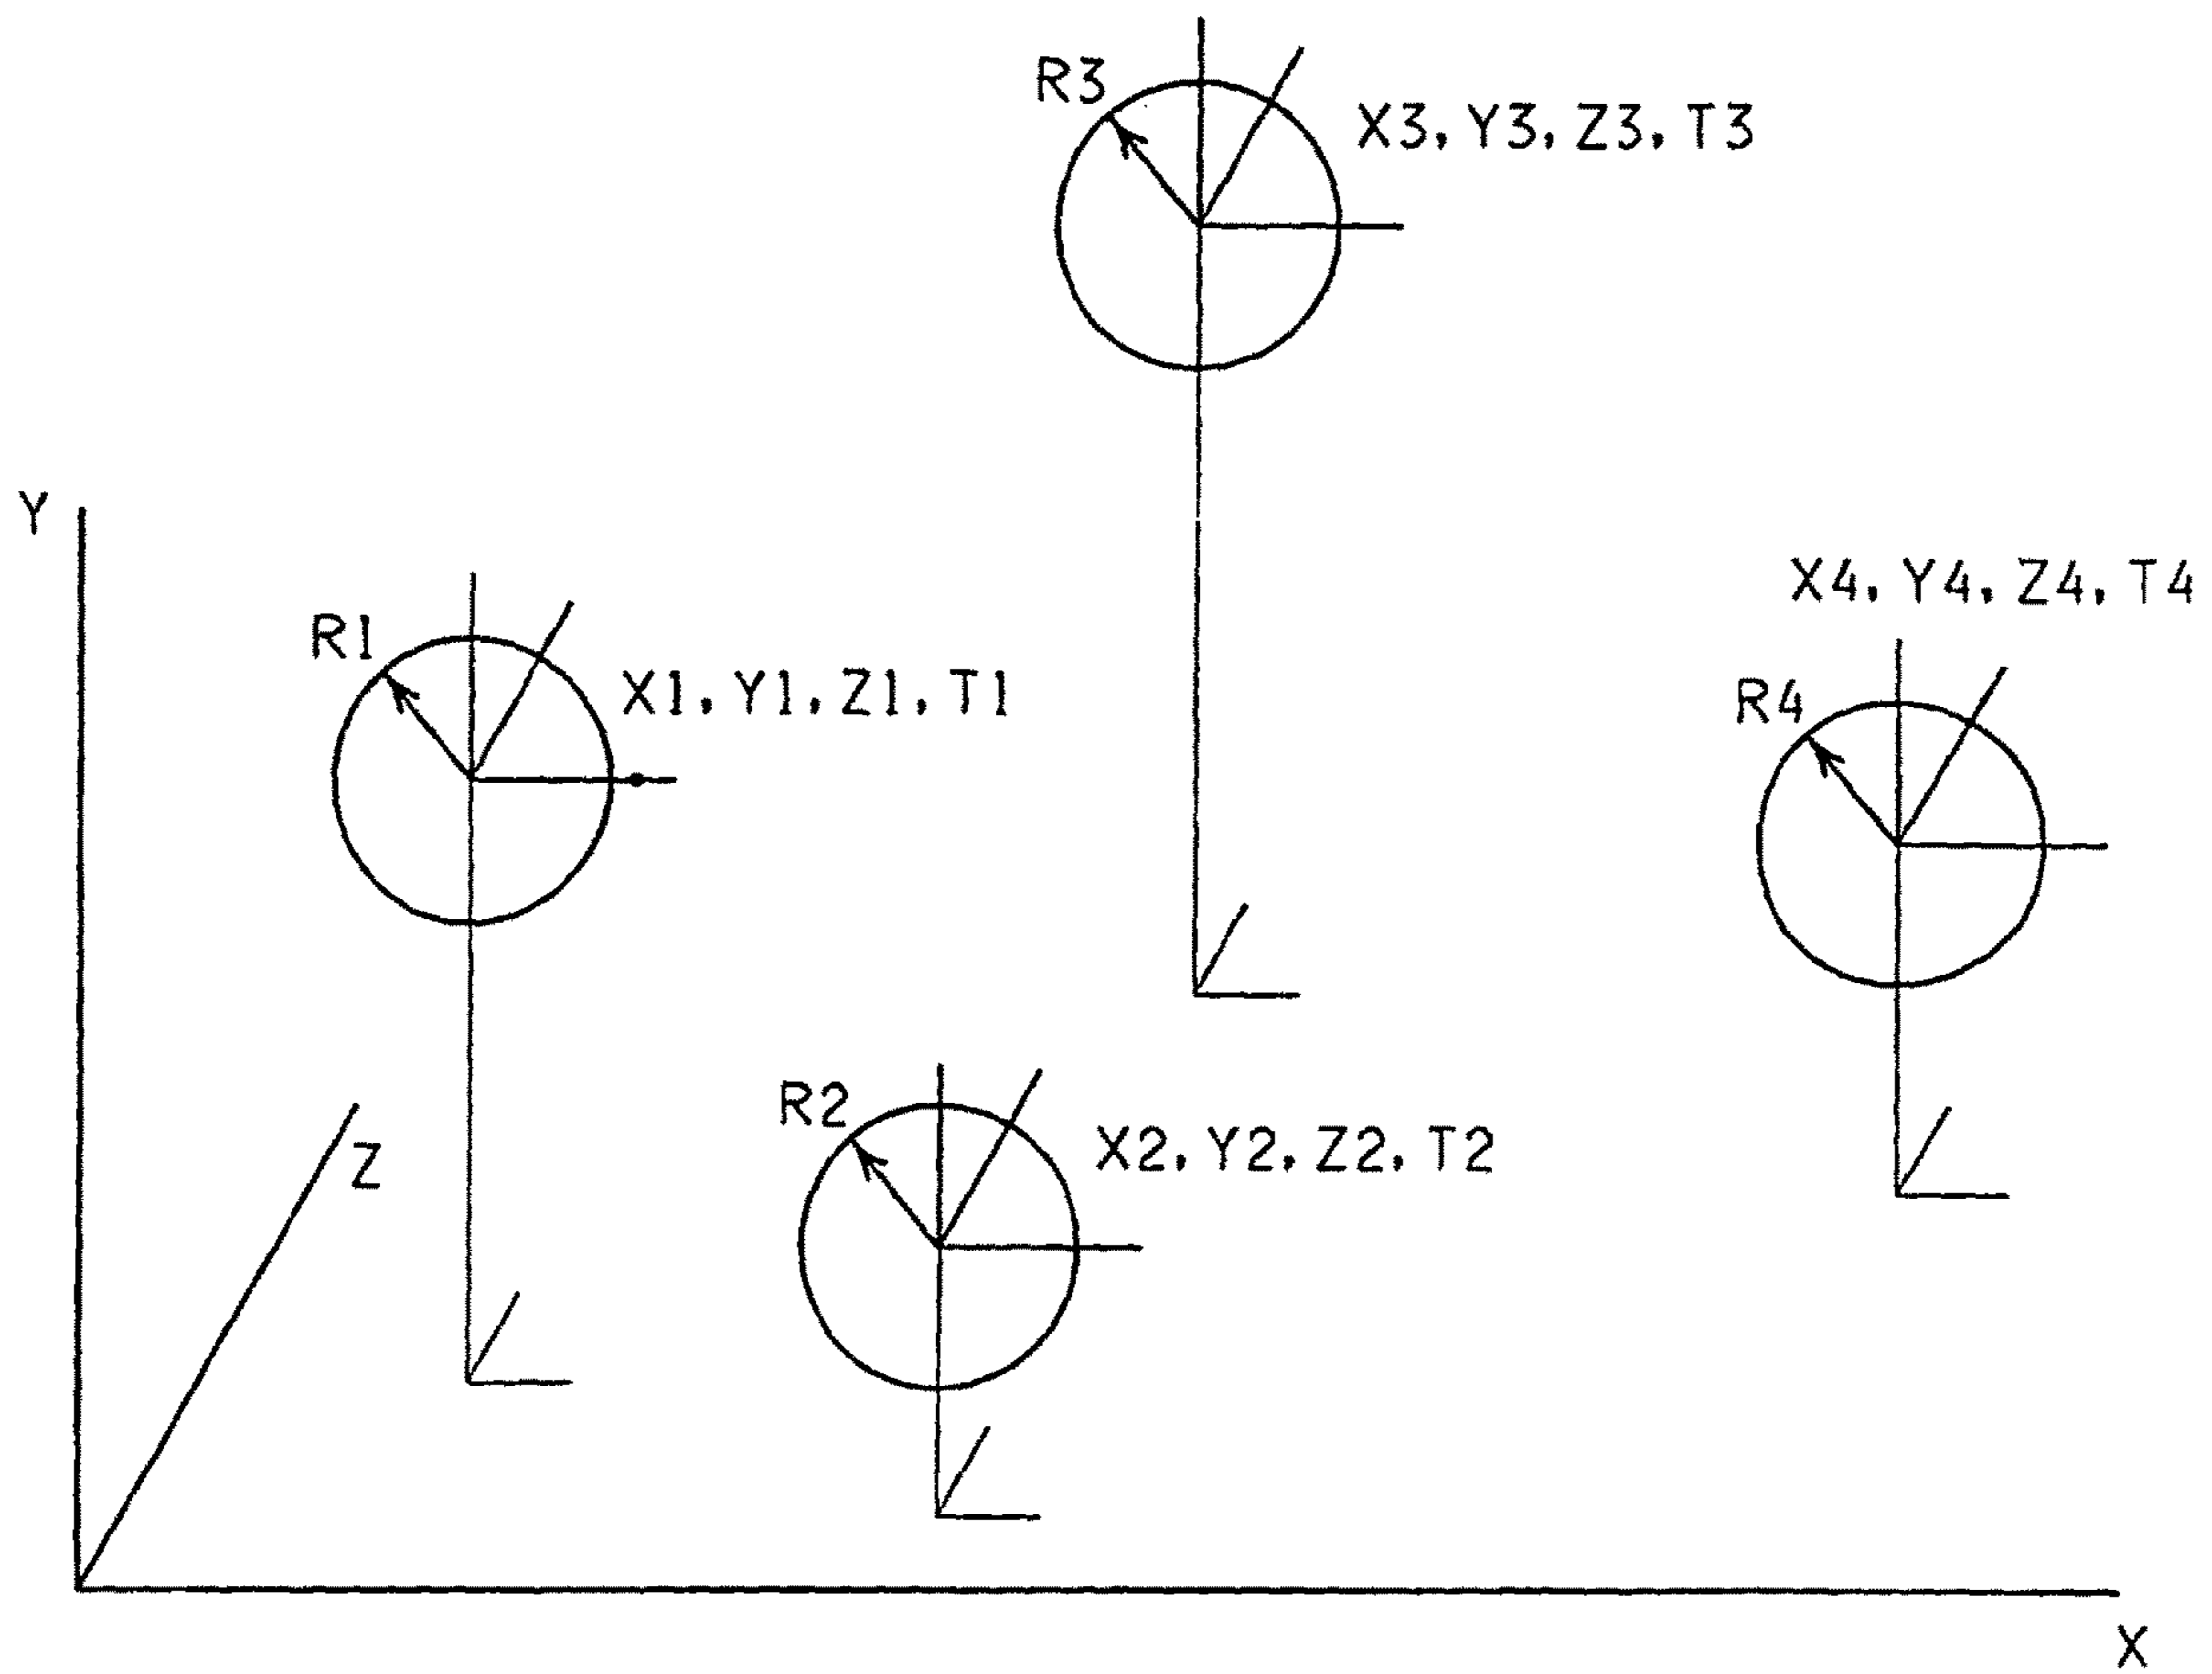 R3
X3, Y3, Z3, T3
Y
X4, Y4, Z4, T4
R1
X1, Y1, Z1, T1
R4
R2
X2, Y2, Z2, T2
Z
X